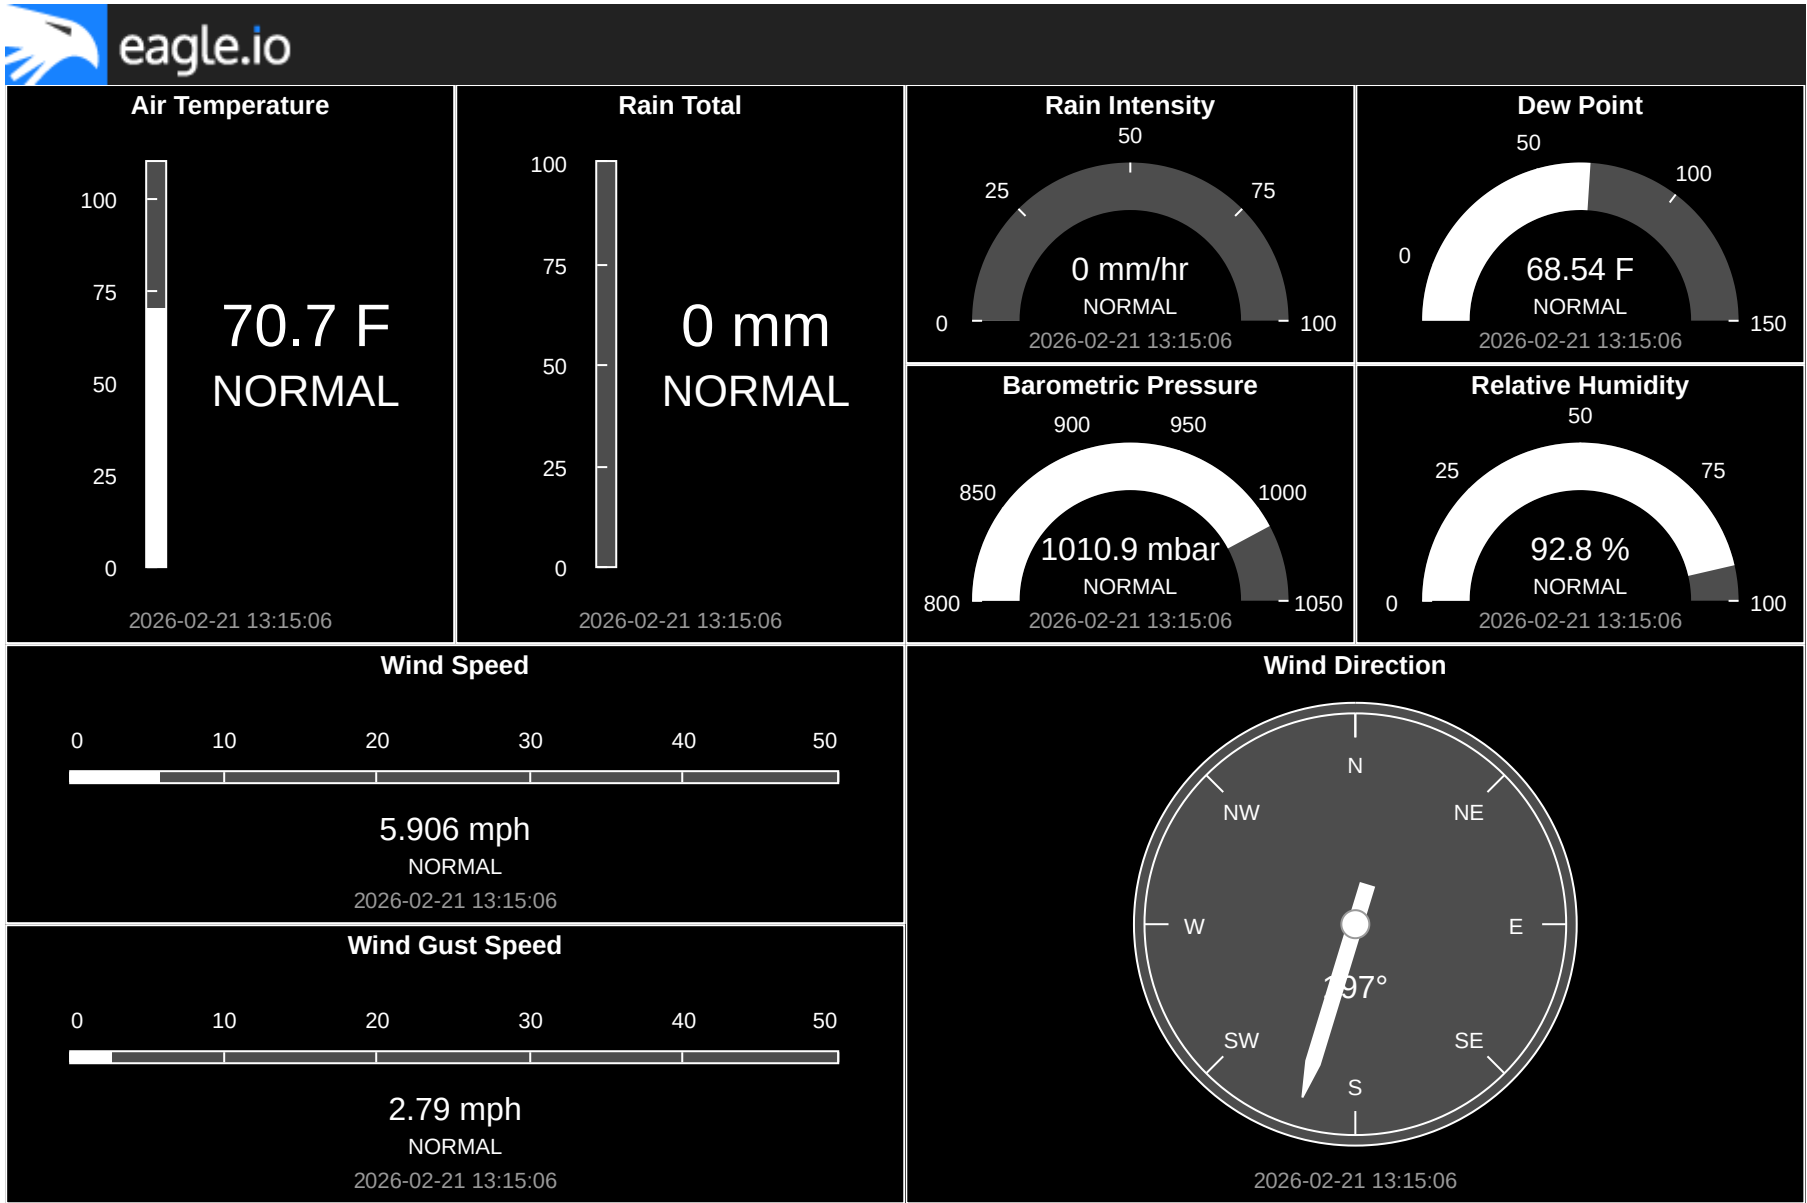 eagle.io
Air Temperature
100
75
50
25
0
70.7 F
NORMAL
2026-02-21 13:15:06
Rain Total
100
75
50
25
0
0 mm
NORMAL
2026-02-21 13:15:06
Rain Intensity
0
25
50
75
100
0 mm/hr
NORMAL
2026-02-21 13:15:06
Dew Point
0
50
100
150
68.54 F
NORMAL
2026-02-21 13:15:06
Barometric Pressure
800
850
900
950
1000
1050
1010.9 mbar
NORMAL
2026-02-21 13:15:06
Relative Humidity
0
25
50
75
100
92.8 %
NORMAL
2026-02-21 13:15:06
Wind Speed
0 10 20 30 40 50
5.906 mph
NORMAL
2026-02-21 13:15:06
Wind Gust Speed
0 10 20 30 40 50
2.79 mph
NORMAL
2026-02-21 13:15:06
Wind Direction
N
NW NE
W E
197°
SW SE
S
2026-02-21 13:15:06